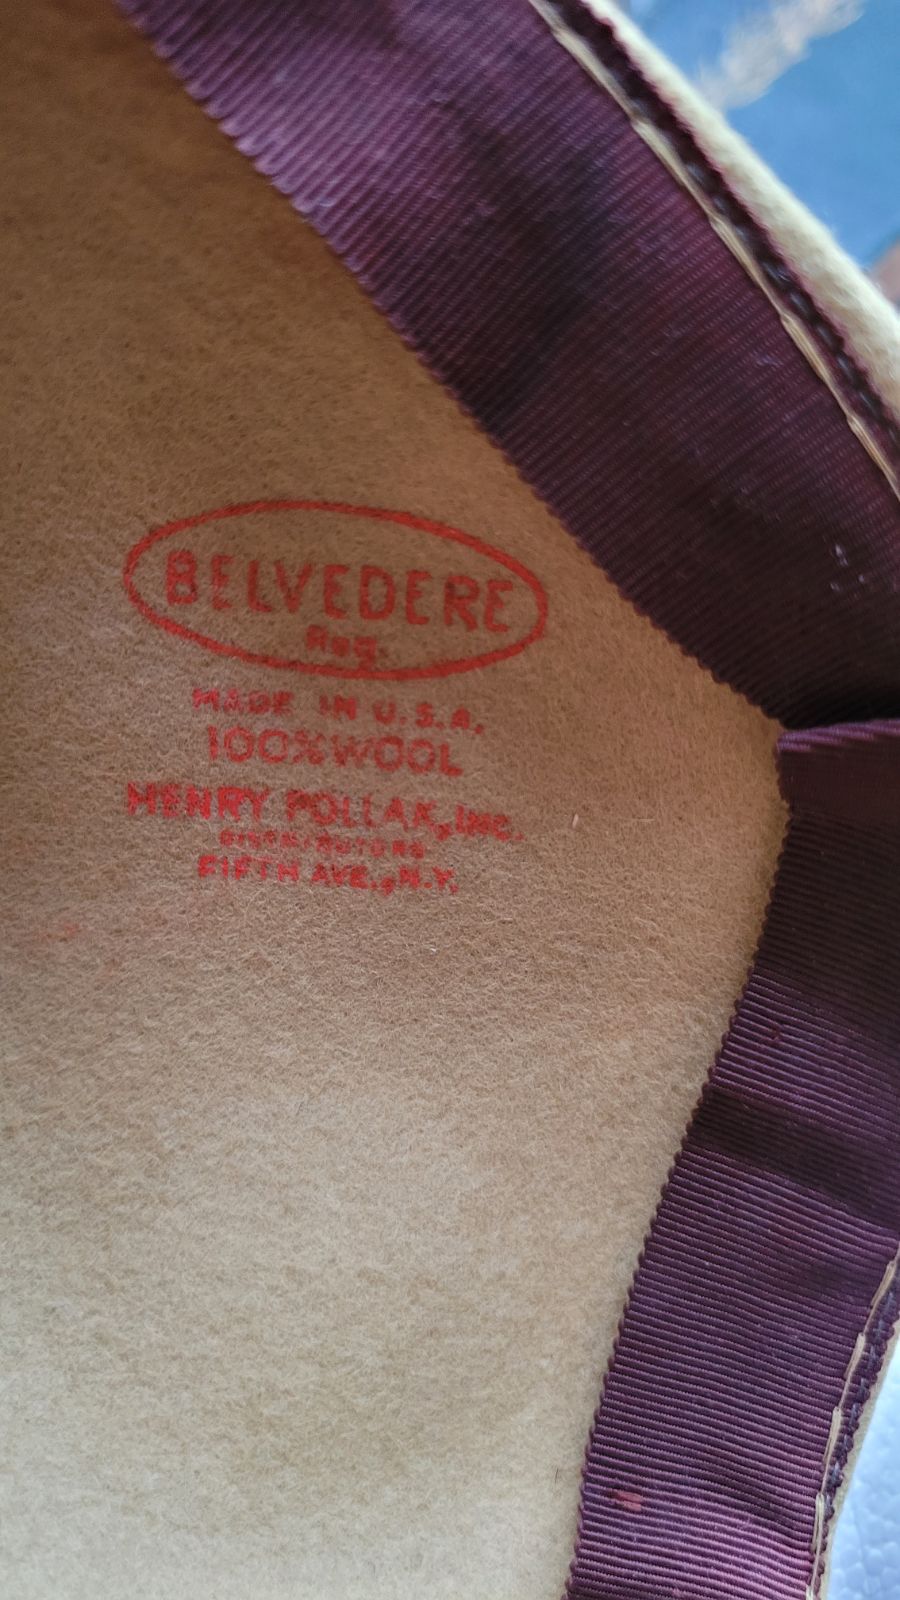 BELVEDERE
Reg.
MADE IN U.S.A.
100% WOOL
HENRY POLLAK, INC.
DISTRIBUTORS
FIFTH AVE., N.Y.